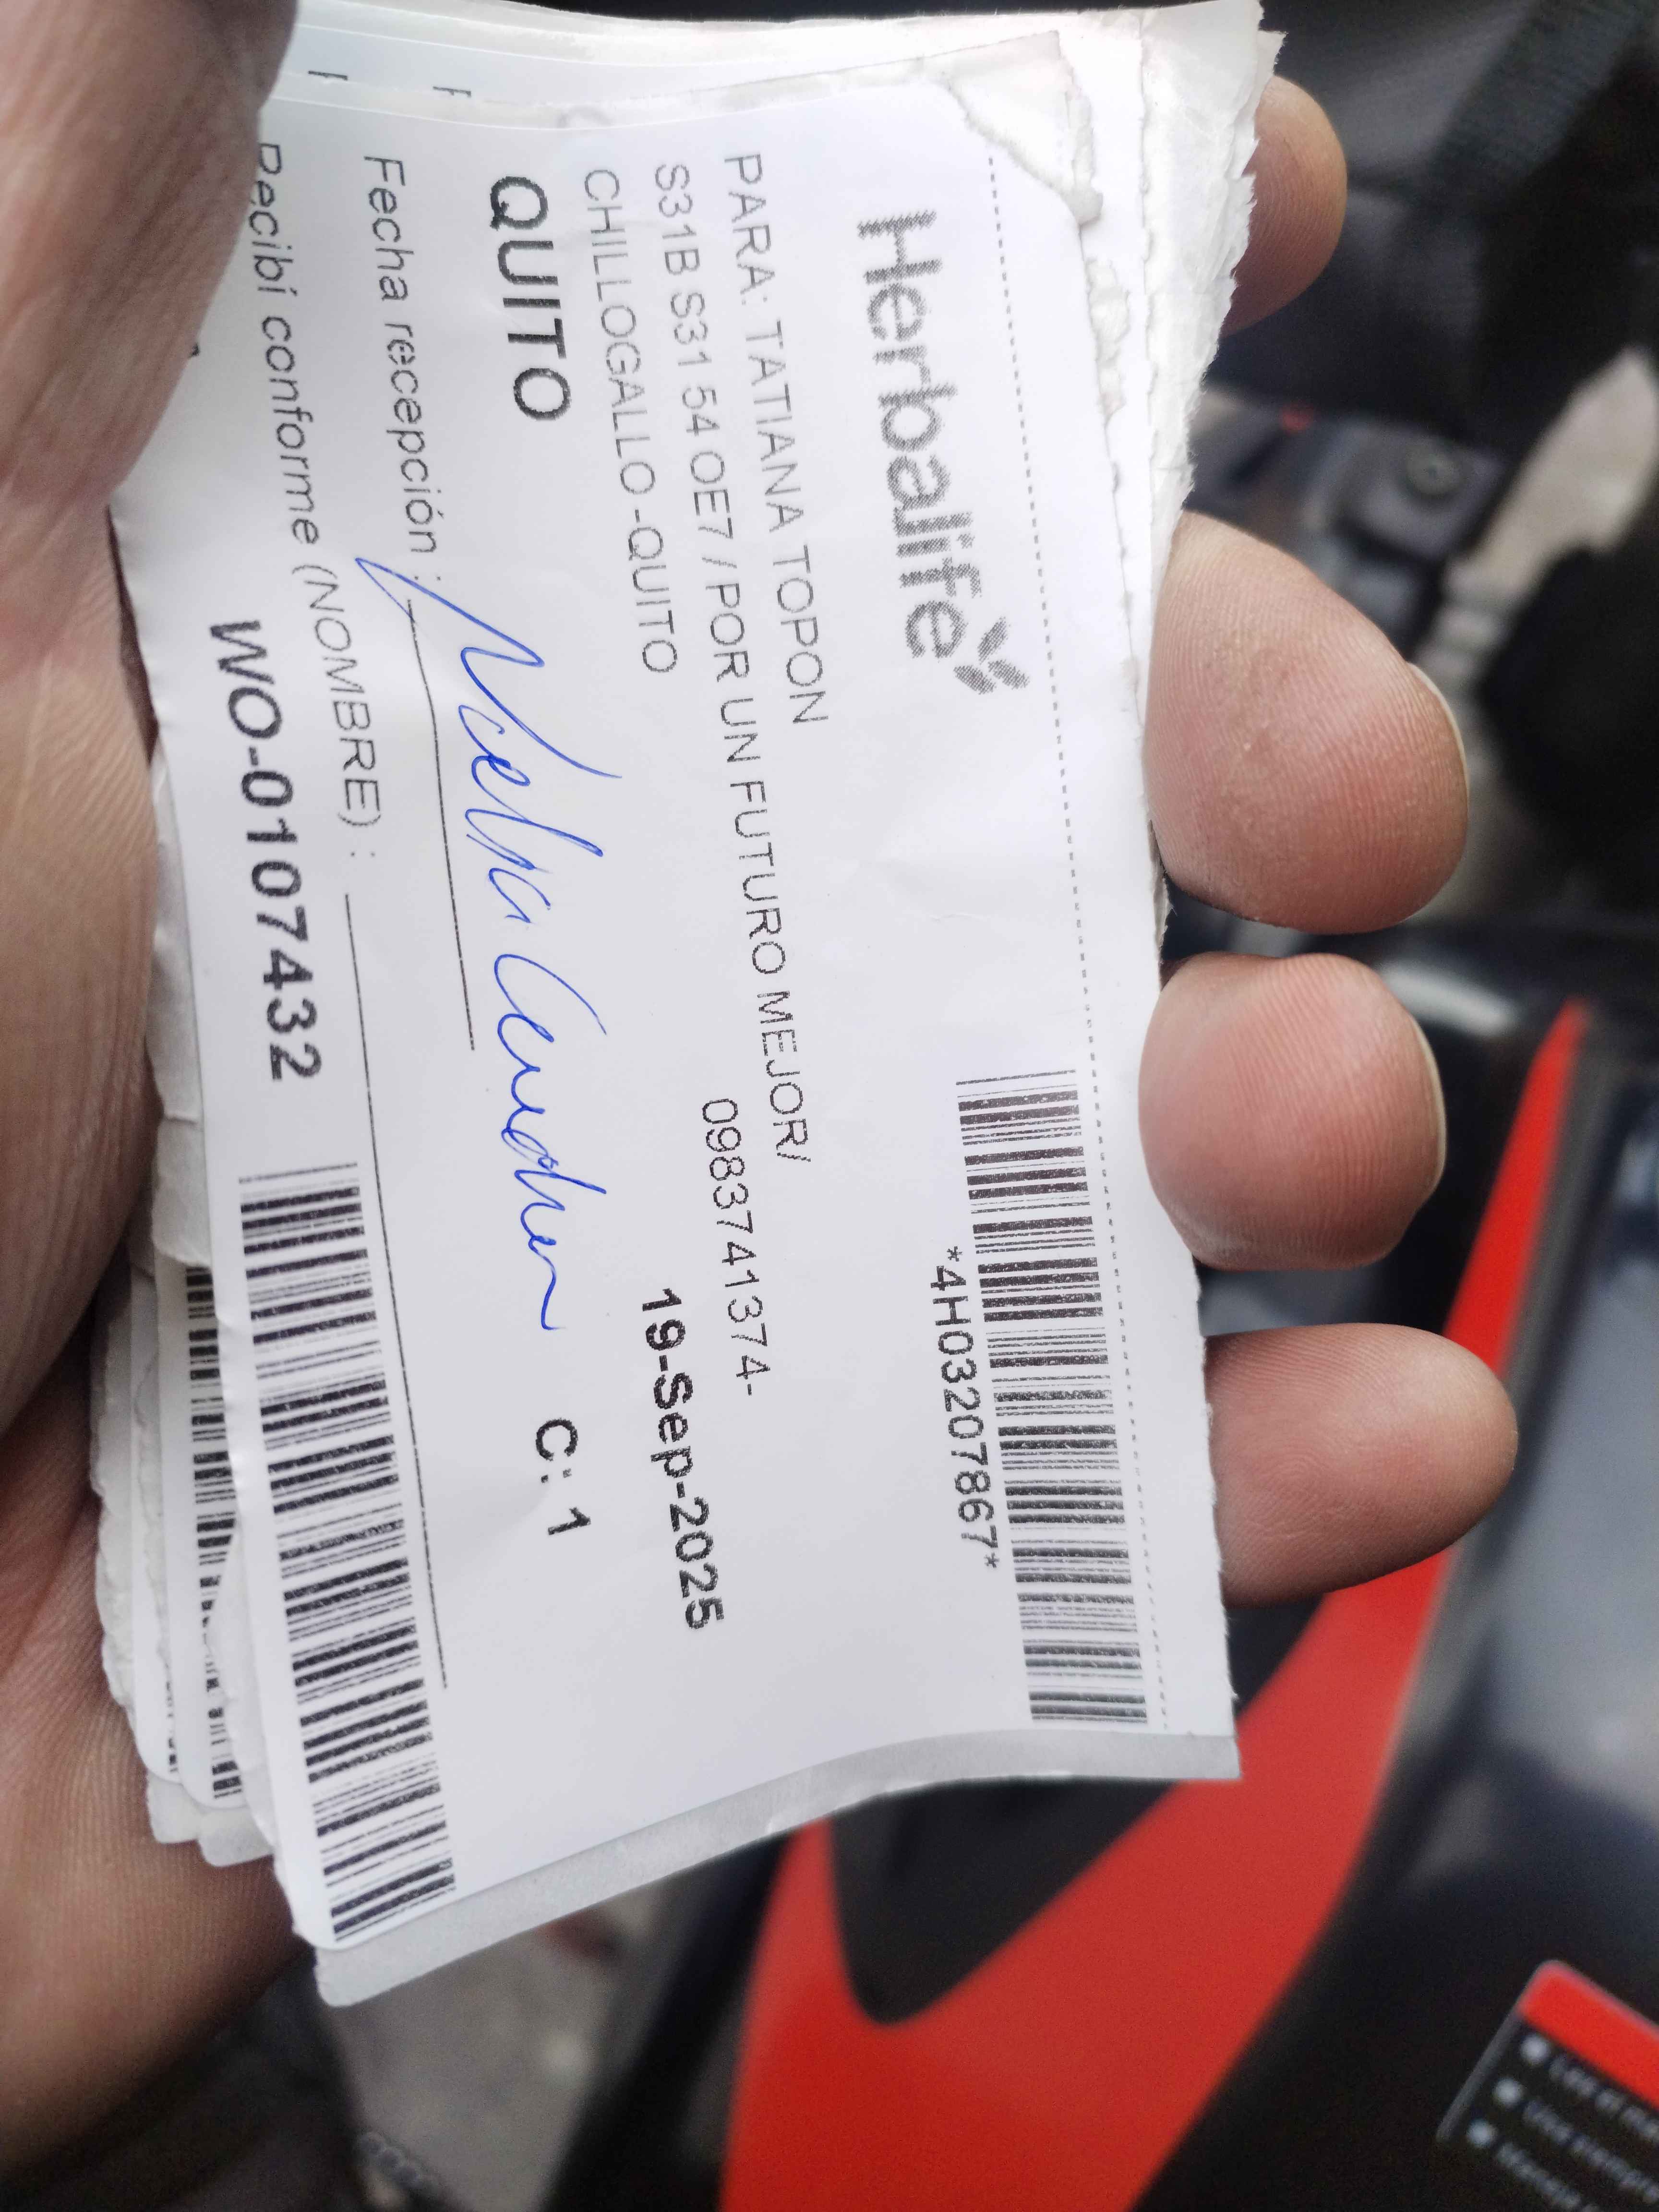 Herbalife
*4H03207867*
PARA: TATIANA TOPON
S31B S31 54 OE7 / POR UN FUTURO MEJOR/
0983741374-
CHILLOGALLO -QUITO
19-Sep-2025
QUITO
C: 1
Fecha recepción :
Recibí conforme (NOMBRE) :
WO-0107432